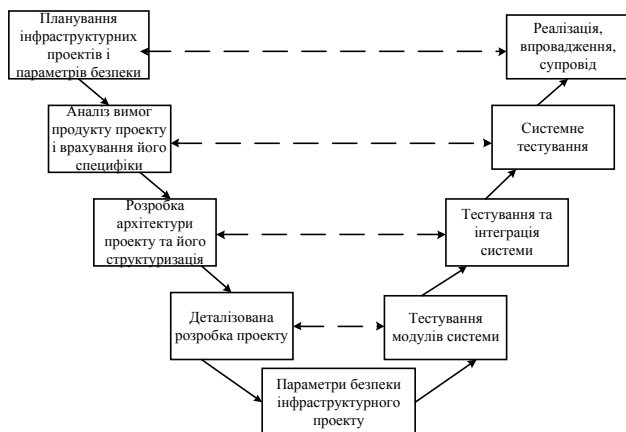 Планування
інфраструктурних
проектів і
параметрів безпеки
Реалізація,
впровадження,
супровід
Аналіз вимог
продукту проекту
і врахування його
специфіки
Системне
тестування
Розробка
архітектури
проекту та його
структуризація
Тестування та
інтеграція
системи
Деталізована
розробка проекту
Тестування
модулів системи
Параметри безпеки
інфраструктурного
проекту